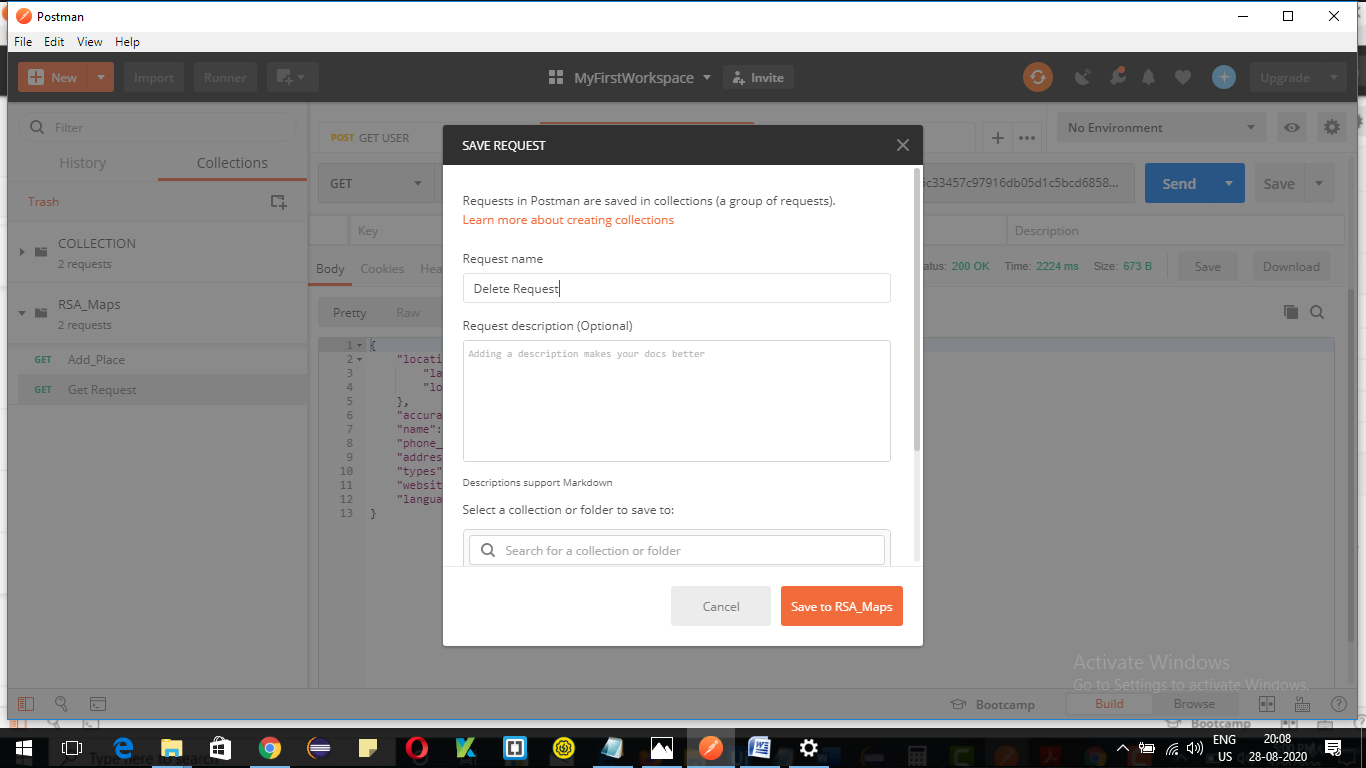 Postman
File Edit View Help
New Import Runner MyFirstWorkspace Invite Upgrade
Filter
History Collections
Trash
COLLECTION
2 requests
RSA_Maps
2 requests
GET Add_Place
GET Get Request
POST GET USER
No Environment
GET
c33457c97916db05d1c5bcd6858...
Send Save
Key Description
Body Cookies Hea
atus: 200 OK Time: 2224 ms Size: 673 B Save Download
Pretty Raw
1 {
2 "locati
3 "la
4 "lo
5 },
6 "accura
7 "name":
8 "phone_
9 "addres
10 "types"
11 "websit
12 "langua
13 }
SAVE REQUEST
Requests in Postman are saved in collections (a group of requests).
Learn more about creating collections
Request name
Delete Request
Request description (Optional)
Adding a description makes your docs better
Descriptions support Markdown
Select a collection or folder to save to:
Search for a collection or folder
Cancel Save to RSA_Maps
Activate Windows
Go to Settings to activate Windows.
Bootcamp Build Browse
Bootcamp
Type here to search
ENG 20:08
US 28-08-2020